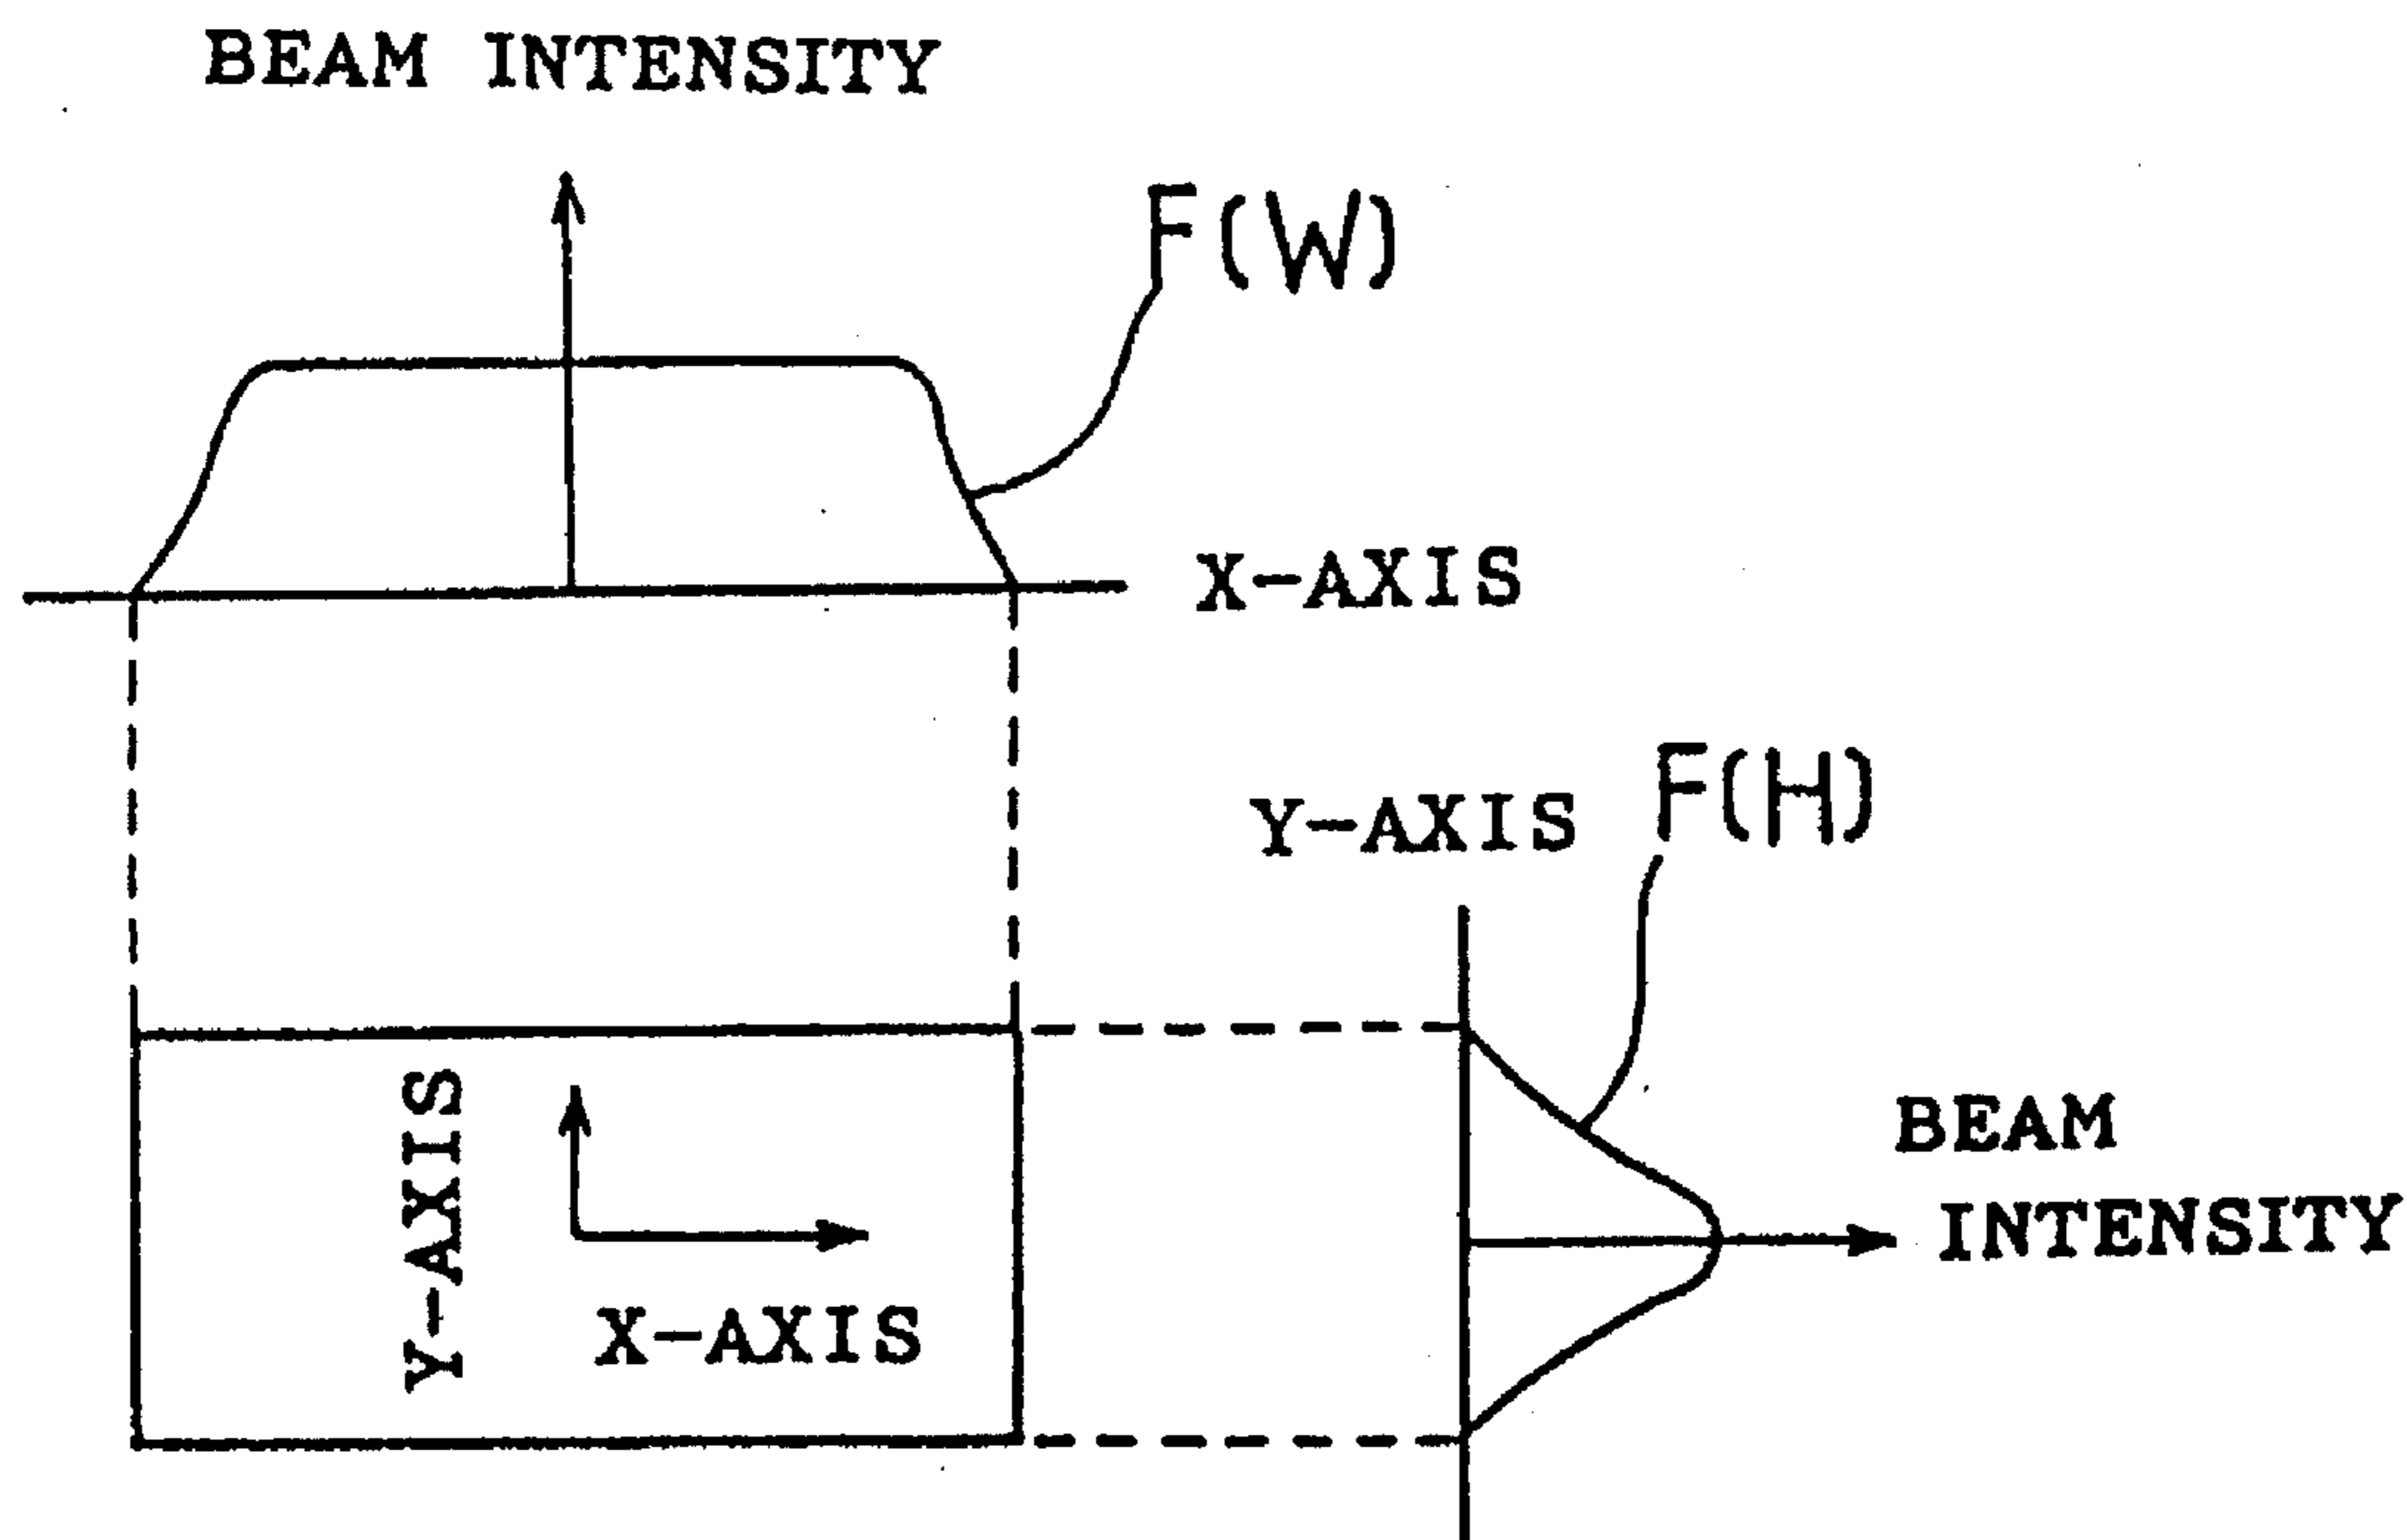 BEAM INTENSITY
F(W)
X-AXIS
Y-AXIS
F(H)
BEAM
INTENSITY
Y-AXIS
X-AXIS